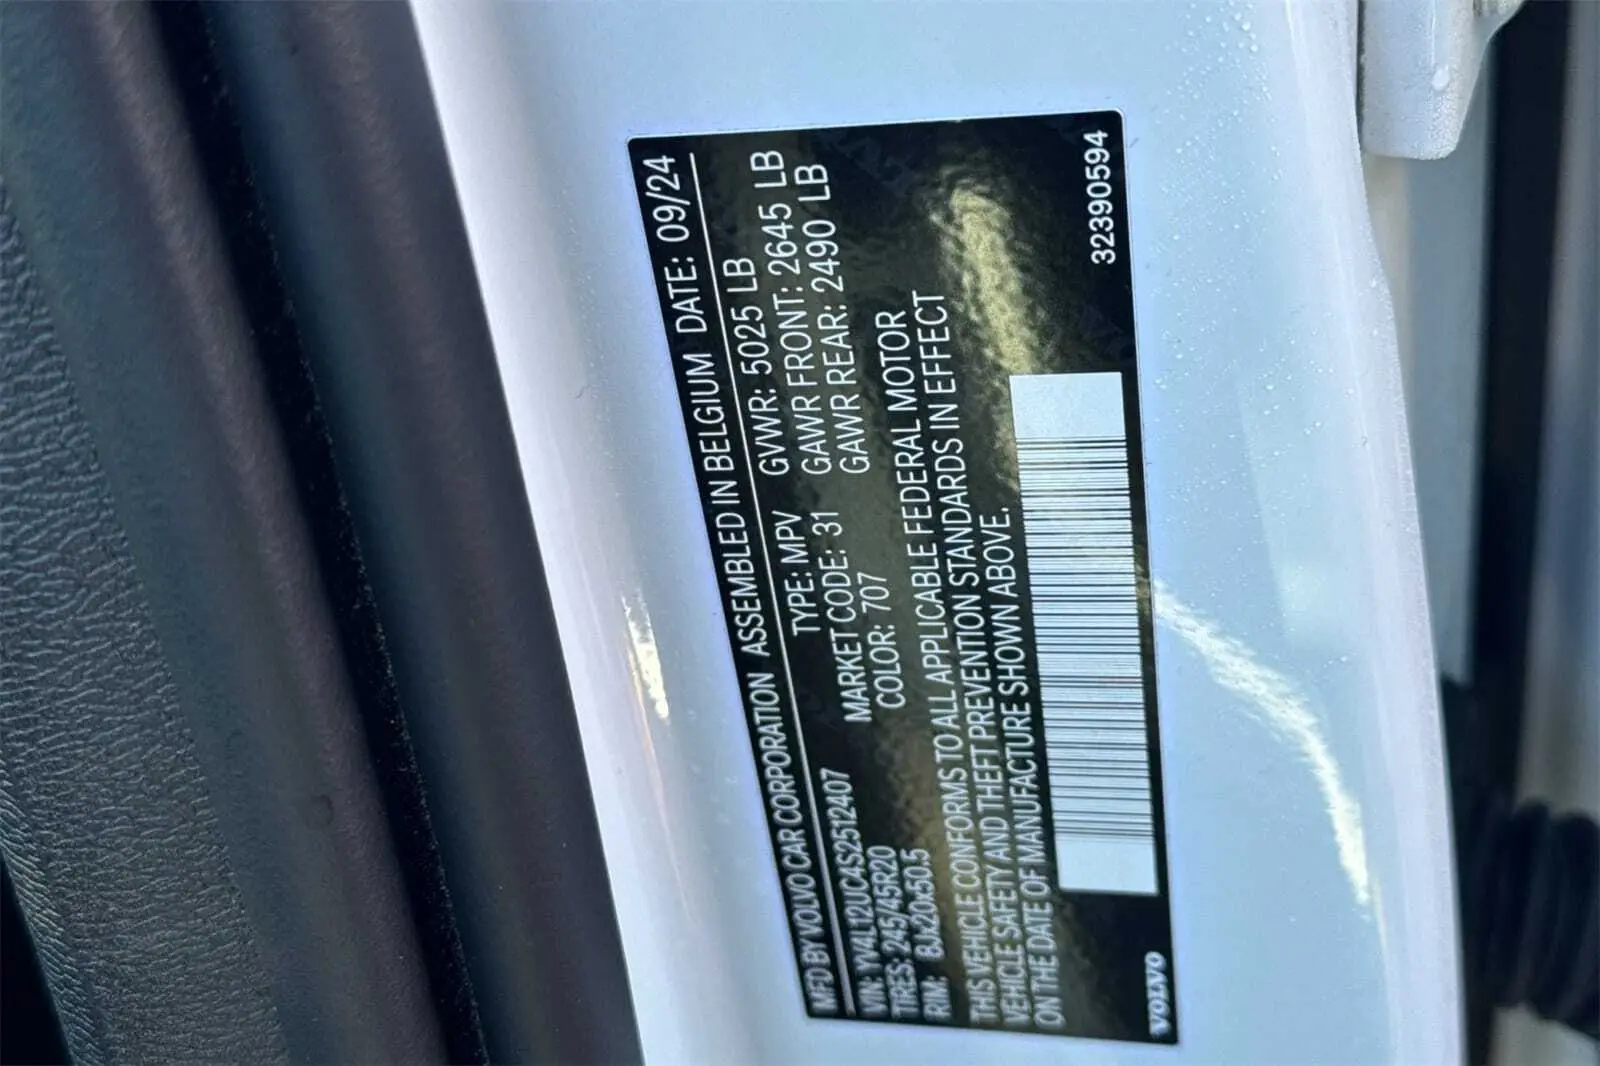 MFD BY VOLVO CAR CORPORATION ASSEMBLED IN BELGIUM DATE: 09/24
VIN: YV4L12UC4S2512407 TYPE: MPV GVWR: 5025 LB
TIRES: 245/45R20 MARKET CODE: 31 GAWR FRONT: 2645 LB
RIM: 8Jx20x50.5 COLOR: 707 GAWR REAR: 2490 LB
THIS VEHICLE CONFORMS TO ALL APPLICABLE FEDERAL MOTOR
VEHICLE SAFETY AND THEFT PREVENTION STANDARDS IN EFFECT
ON THE DATE OF MANUFACTURE SHOWN ABOVE.
VOLVO 32390594